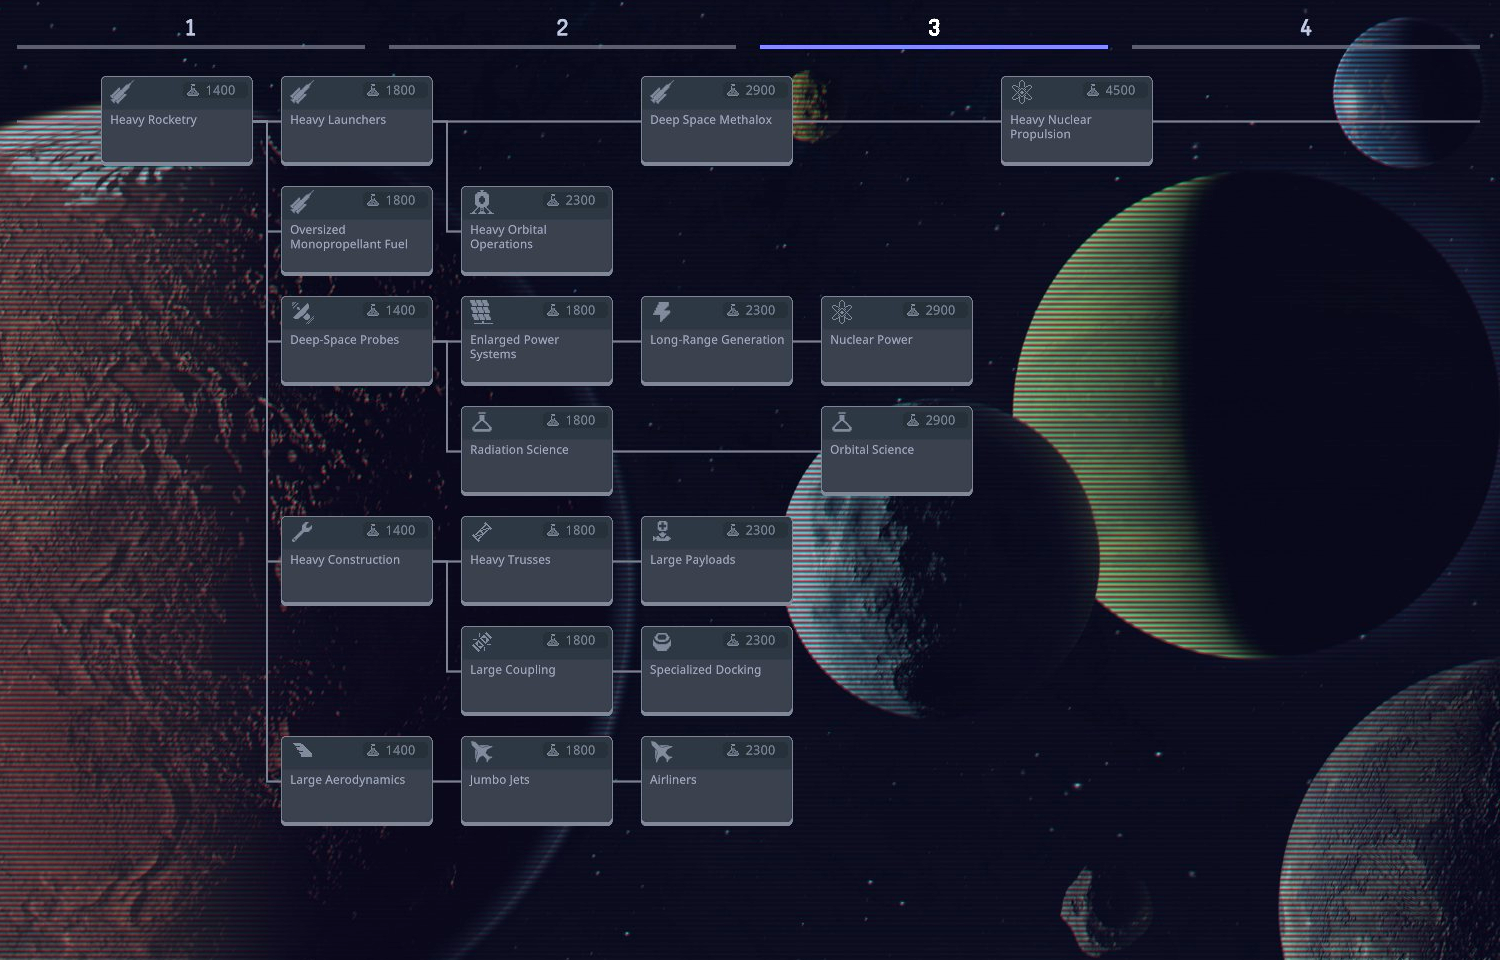 1
2
3
4
1400
Heavy Rocketry
1800
Heavy Launchers
2900
Deep Space Methalox
4500
Heavy Nuclear
Propulsion
1800
Oversized
Monopropellant Fuel
2300
Heavy Orbital
Operations
1400
Deep-Space Probes
1800
Enlarged Power
Systems
2300
Long-Range Generation
2900
Nuclear Power
1800
Radiation Science
2900
Orbital Science
1400
Heavy Construction
1800
Heavy Trusses
2300
Large Payloads
1800
Large Coupling
2300
Specialized Docking
1400
Large Aerodynamics
1800
Jumbo Jets
2300
Airliners